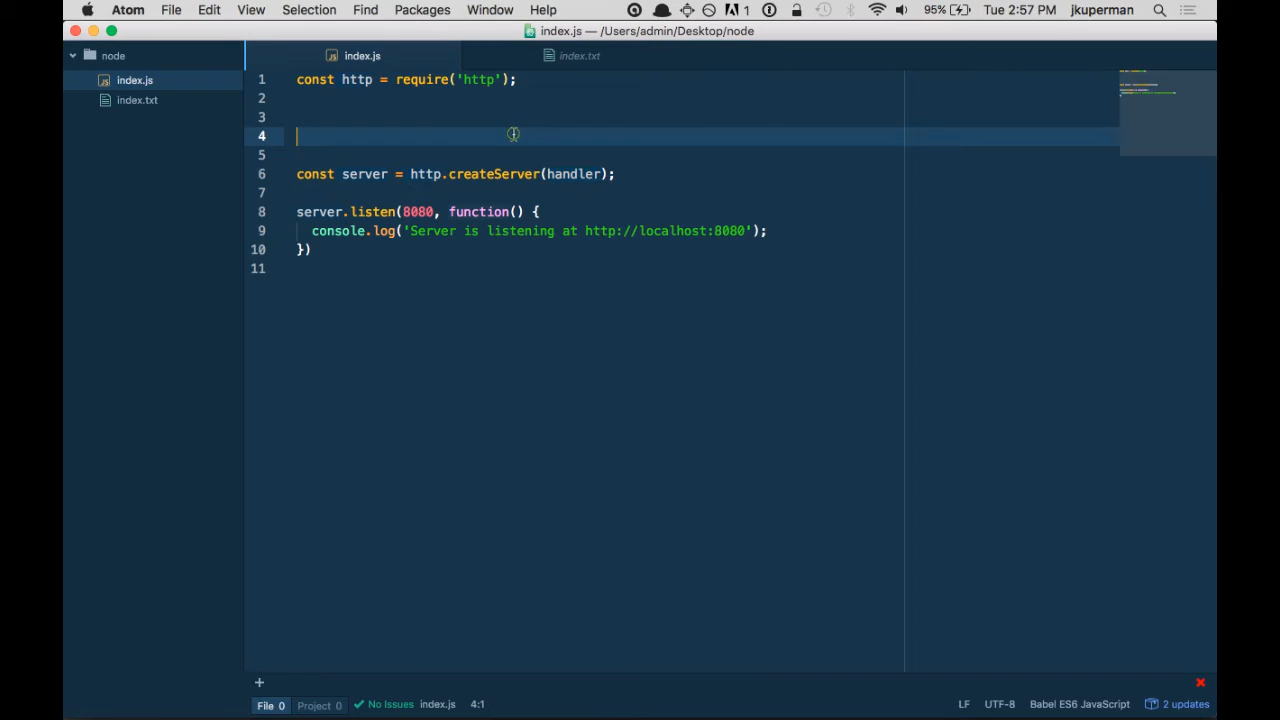 Atom File Edit View Selection Find Packages Window Help 1 95% Tue 2:57 PM jkuperman
index.js — /Users/admin/Desktop/node
node
index.js
index.txt
index.js index.txt
1 const http = require('http');
2
3
4
5
6 const server = http.createServer(handler);
7
8 server.listen(8080, function() {
9 console.log('Server is listening at http://localhost:8080');
10 })
11
+
File 0 Project 0 No Issues index.js 4:1 LF UTF-8 Babel ES6 JavaScript 2 updates